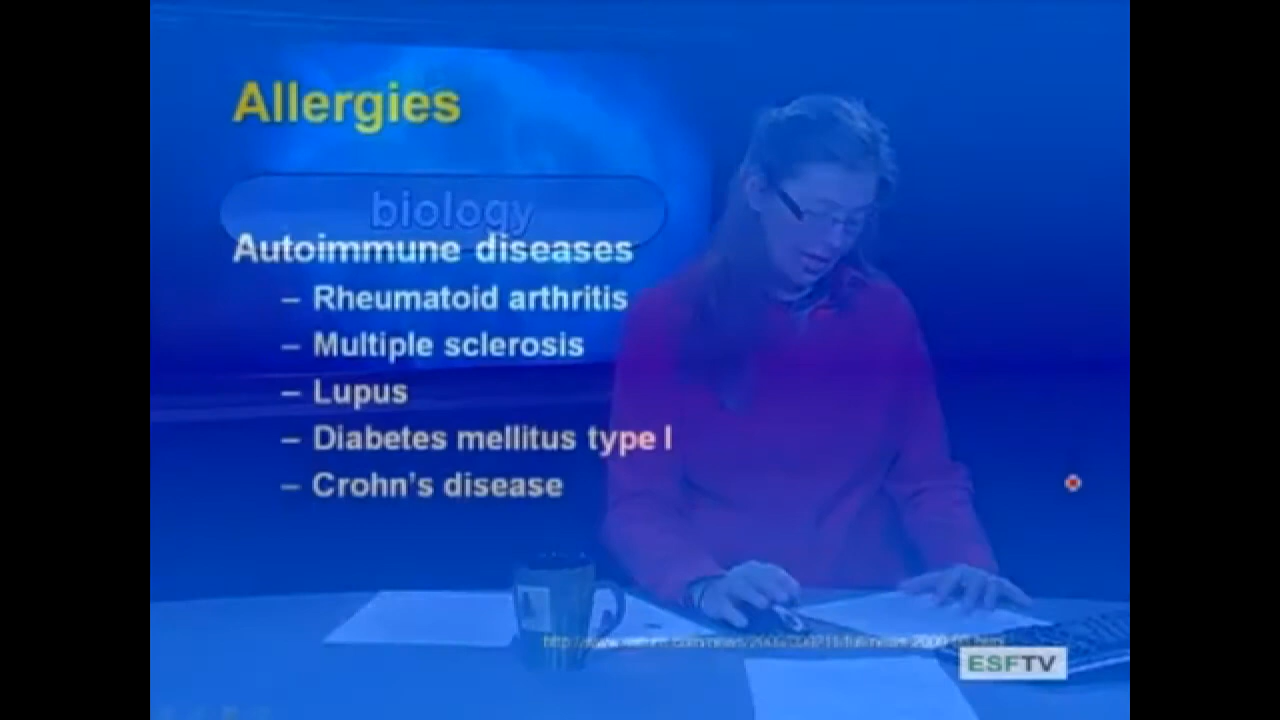 Allergies
biology
Autoimmune diseases
– Rheumatoid arthritis
– Multiple sclerosis
– Lupus
– Diabetes mellitus type I
– Crohn's disease
ESFTV